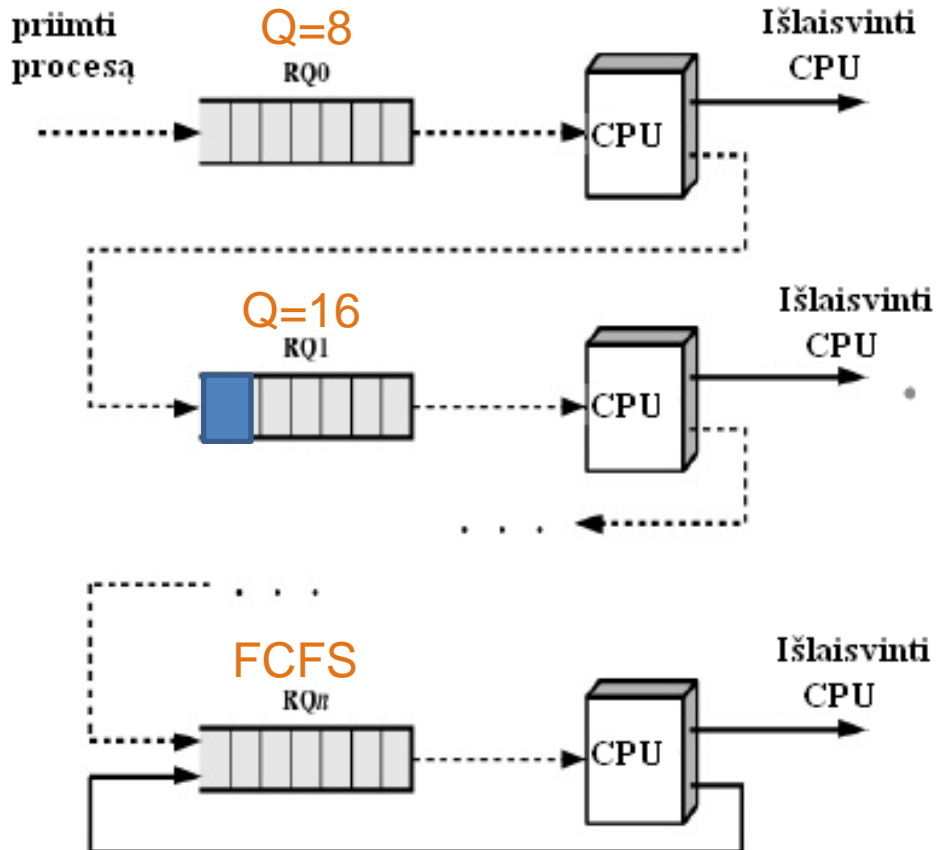 priimti
procesą
Q=8
RQ0
CPU
Išlaisvinti
CPU
Q=16
RQ1
CPU
Išlaisvinti
CPU
. . .
. . .
FCFS
RQn
CPU
Išlaisvinti
CPU